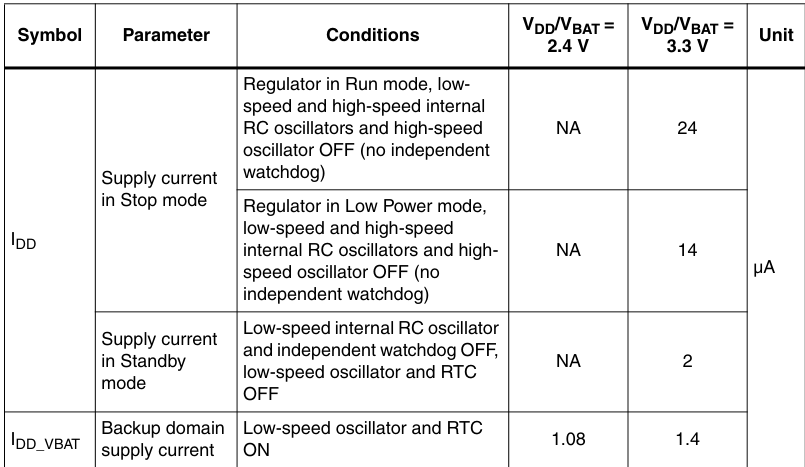 Symbol Parameter Conditions VDD/VBAT = 2.4 V VDD/VBAT = 3.3 V Unit
IDD
Supply current
in Stop mode
Regulator in Run mode, low-
speed and high-speed internal
RC oscillators and high-speed
oscillator OFF (no independent
watchdog)
NA 24
Regulator in Low Power mode,
low-speed and high-speed
internal RC oscillators and high-
speed oscillator OFF (no
independent watchdog)
NA 14
Supply current
in Standby
mode
Low-speed internal RC oscillator
and independent watchdog OFF,
low-speed oscillator and RTC
OFF
NA 2
IDD_VBAT
Backup domain
supply current
Low-speed oscillator and RTC
ON
1.08 1.4
µA